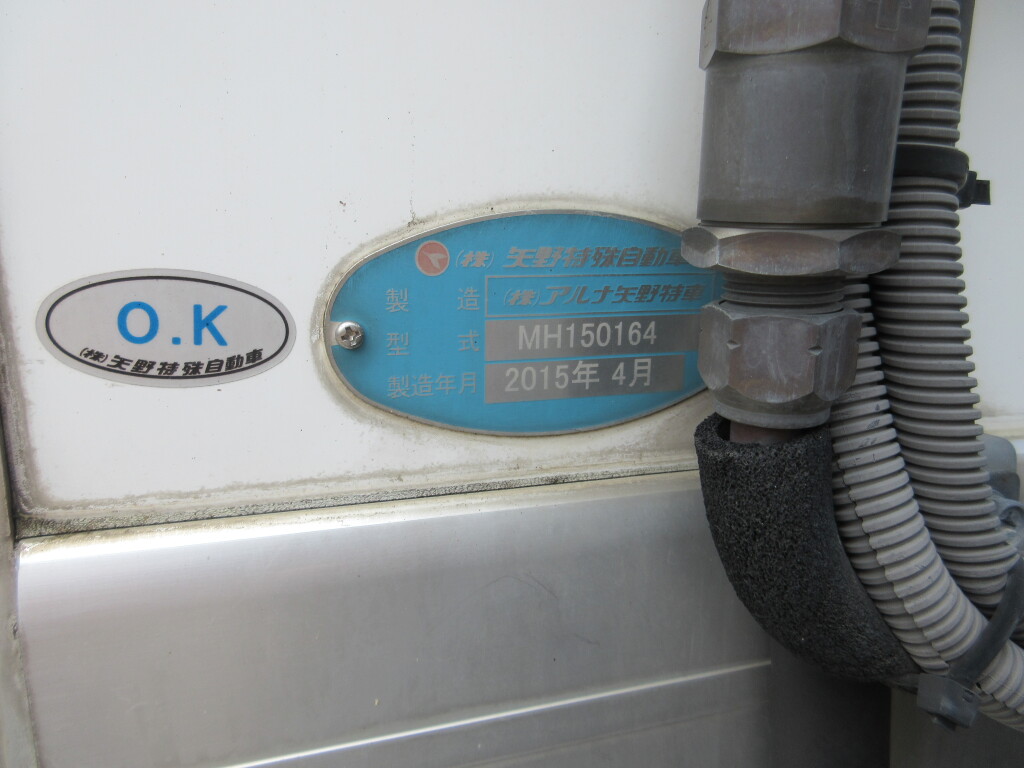 O.K
(株)矢野特殊自動車
(株)矢野特殊自動車
製造 (株)アルナ矢野特車
型式 MH150164
製造年月 2015年 4月